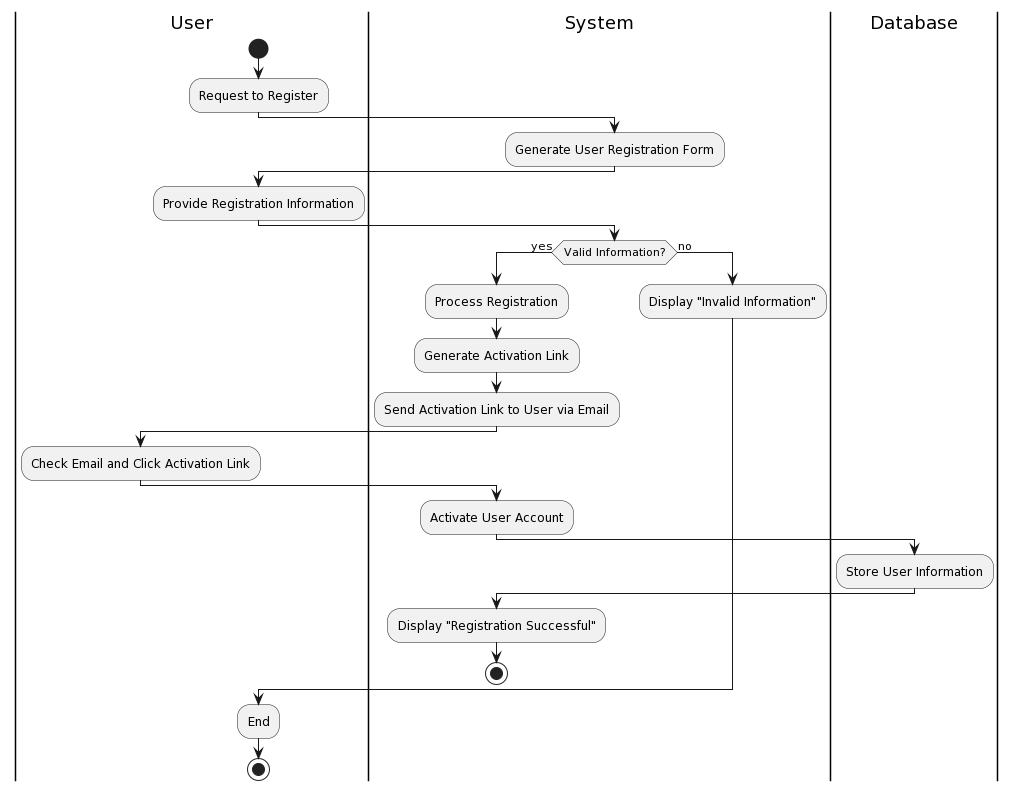 User
System
Database
Request to Register
Generate User Registration Form
Provide Registration Information
yes
Valid Information?
no
Process Registration
Display "Invalid Information"
Generate Activation Link
Send Activation Link to User via Email
Check Email and Click Activation Link
Activate User Account
Store User Information
Display "Registration Successful"
End